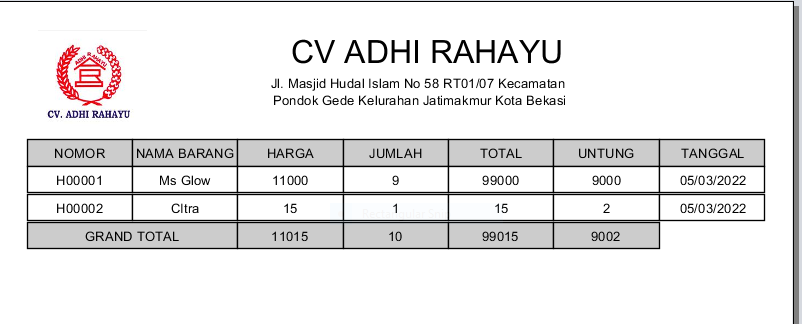 ADHI RAHAYU
CV. ADHI RAHAYU
CV ADHI RAHAYU
Jl. Masjid Hudal Islam No 58 RT01/07 Kecamatan
Pondok Gede Kelurahan Jatimakmur Kota Bekasi
NOMOR NAMA BARANG HARGA JUMLAH TOTAL UNTUNG TANGGAL
H00001 Ms Glow 11000 9 99000 9000 05/03/2022
H00002 CItra 15 1 15 2 05/03/2022
GRAND TOTAL 11015 10 99015 9002